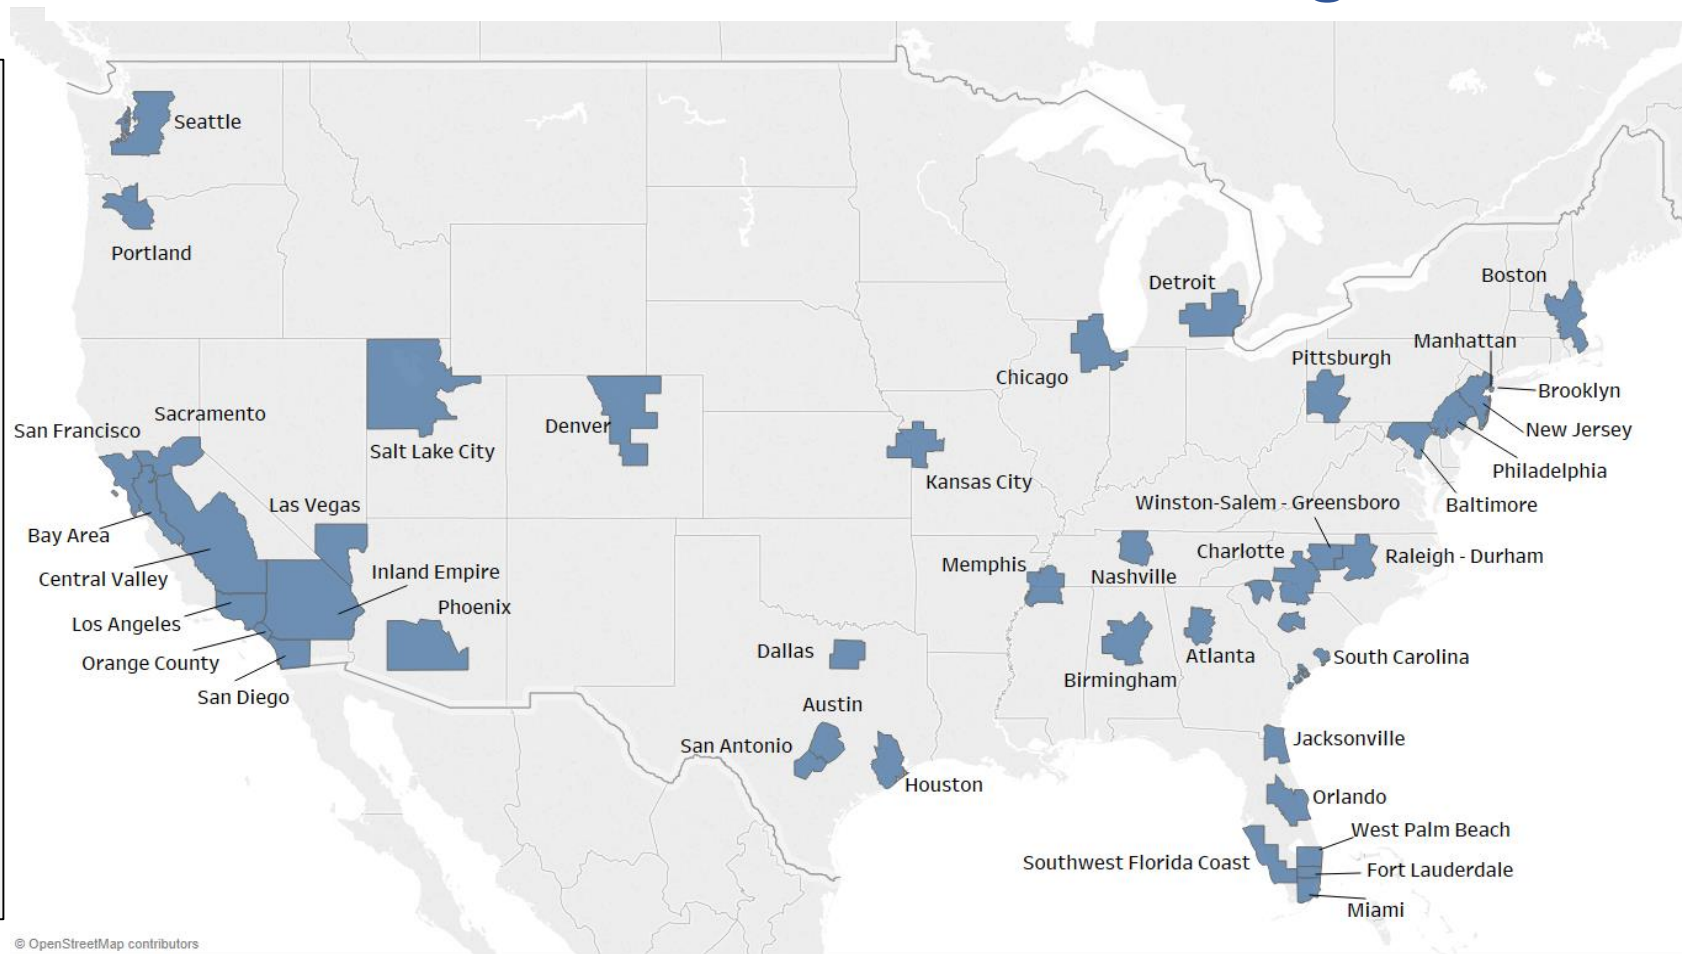 Seattle
Portland
Boston
Detroit
Manhattan
Pittsburgh
Chicago
Brooklyn
Sacramento
San Francisco
Denver
New Jersey
Salt Lake City
Philadelphia
Kansas City
Las Vegas
Winston-Salem - Greensboro
Baltimore
Bay Area
Charlotte
Raleigh - Durham
Memphis
Inland Empire
Central Valley
Nashville
Phoenix
Los Angeles
Dallas
Atlanta
South Carolina
Orange County
Birmingham
San Diego
Austin
San Antonio
Jacksonville
Houston
Orlando
West Palm Beach
Southwest Florida Coast
Fort Lauderdale
Miami
© OpenStreetMap contributors